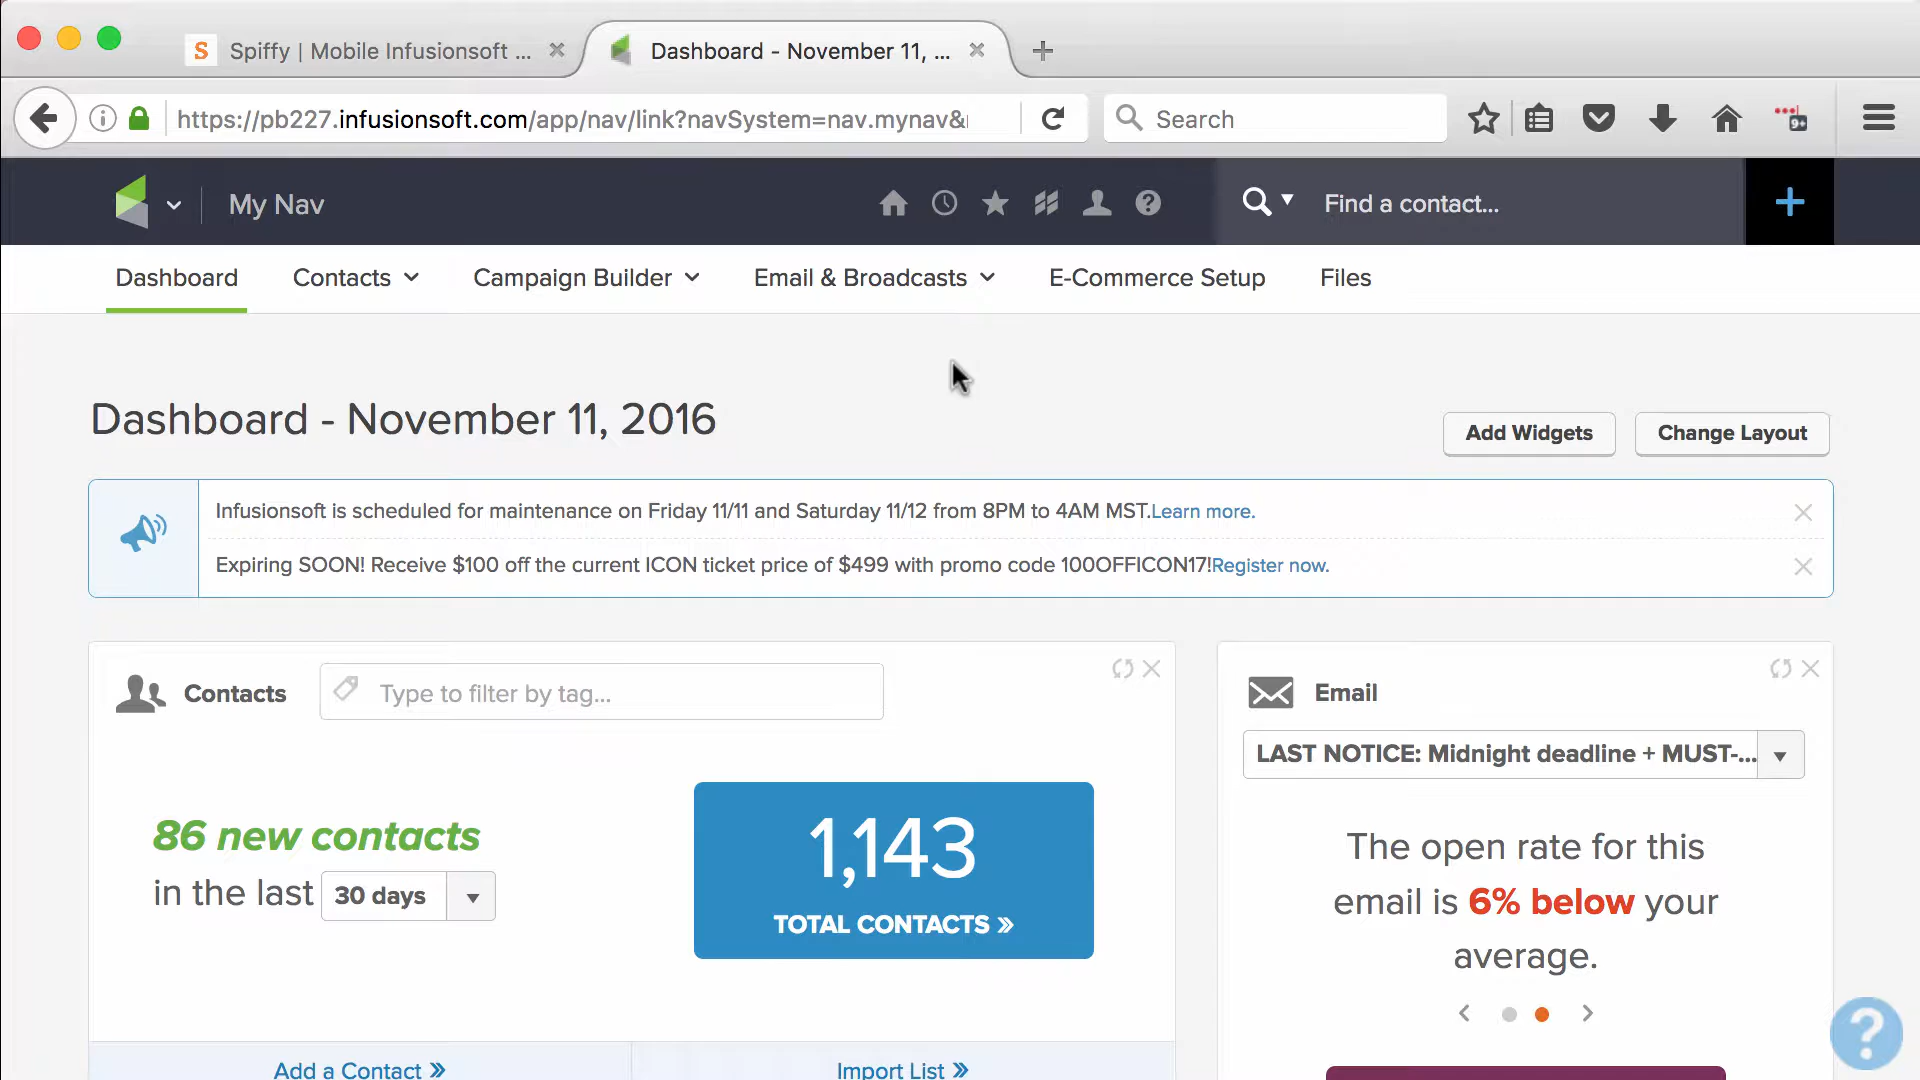 S Spiffy | Mobile Infusionsoft ...
Dashboard - November 11, ...
https://pb227.infusionsoft.com/app/nav/link?navSystem=nav.mynav&
Search
9+
My Nav
Find a contact...
Dashboard
Contacts
Campaign Builder
Email & Broadcasts
E-Commerce Setup
Files
Dashboard - November 11, 2016
Add Widgets
Change Layout
Infusionsoft is scheduled for maintenance on Friday 11/11 and Saturday 11/12 from 8PM to 4AM MST.Learn more.
Expiring SOON! Receive $100 off the current ICON ticket price of $499 with promo code 100OFFICON17!Register now.
Contacts
Type to filter by tag...
86 new contacts
in the last 30 days
1,143
TOTAL CONTACTS »
Add a Contact »
Import List »
Email
LAST NOTICE: Midnight deadline + MUST-...
The open rate for this
email is 6% below your
average.